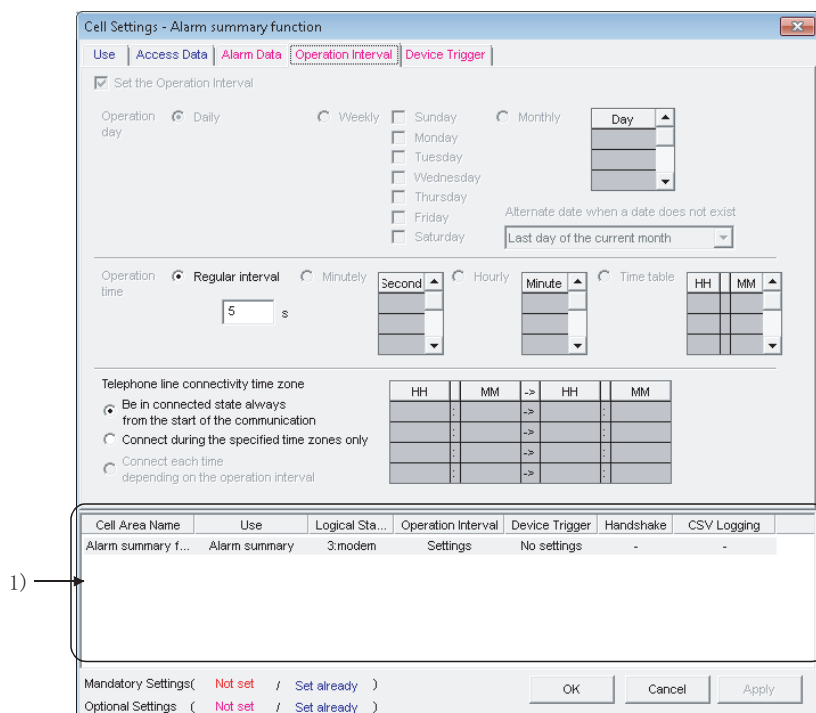 Cell Settings - Alarm summary function
Use Access Data Alarm Data Operation Interval Device Trigger
Set the Operation Interval
Operation day Daily Weekly Sunday Monthly Day
Monday
Tuesday
Wednesday
Thursday
Friday Alternate date when a date does not exist
Saturday Last day of the current month
Operation time Regular interval Minutely Second Hourly Minute Time table HH MM
5 s
Telephone line connectivity time zone
HH MM -> HH MM
Be in connected state always
from the start of the communication
: -> :
: -> :
Connect during the specified time zones only
: -> :
Connect each time
depending on the operation interval
: -> :
Cell Area Name Use Logical Sta... Operation Interval Device Trigger Handshake CSV Logging
Alarm summary f... Alarm summary 3:modem Settings No settings - -
1)
Mandatory Settings( Not set / Set already )
OK Cancel Apply
Optional Settings ( Not set / Set already )